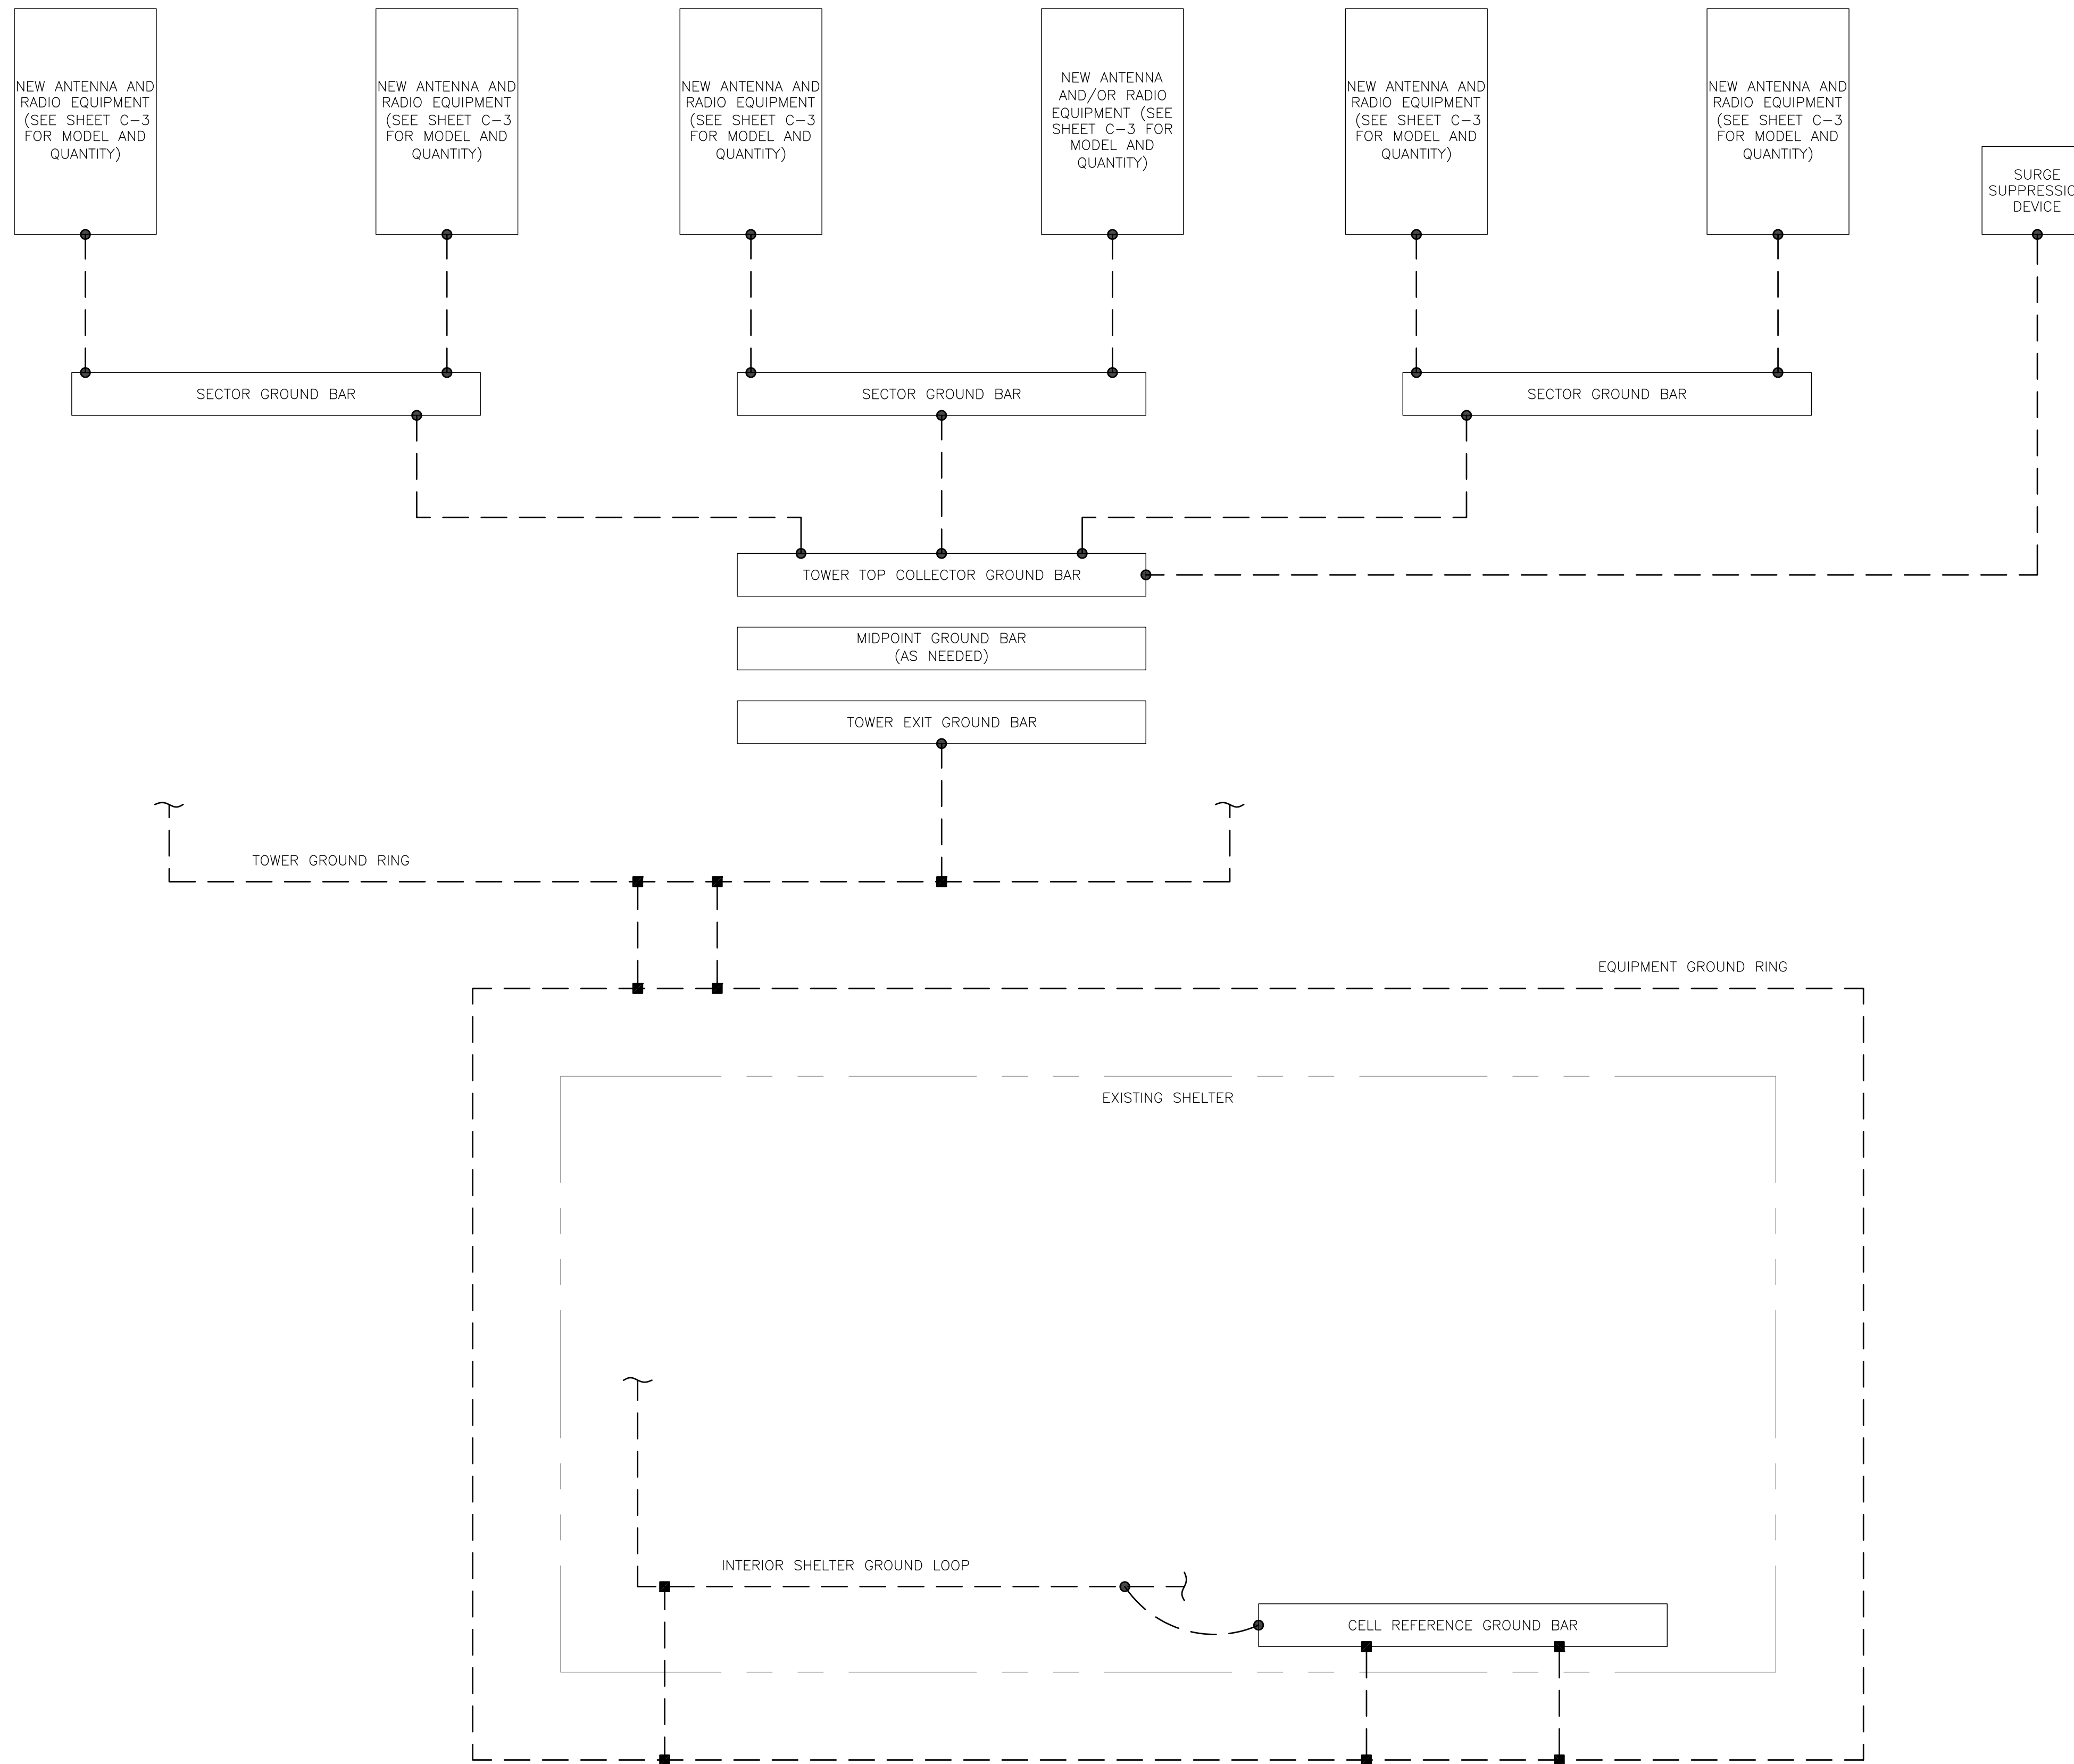 NEW ANTENNA AND
RADIO EQUIPMENT
(SEE SHEET C-3
FOR MODEL AND
QUANTITY)
NEW ANTENNA AND
RADIO EQUIPMENT
(SEE SHEET C-3
FOR MODEL AND
QUANTITY)
NEW ANTENNA AND
RADIO EQUIPMENT
(SEE SHEET C-3
FOR MODEL AND
QUANTITY)
NEW ANTENNA
AND/OR RADIO
EQUIPMENT (SEE
SHEET C-3 FOR
MODEL AND
QUANTITY)
NEW ANTENNA AND
RADIO EQUIPMENT
(SEE SHEET C-3
FOR MODEL AND
QUANTITY)
NEW ANTENNA AND
RADIO EQUIPMENT
(SEE SHEET C-3
FOR MODEL AND
QUANTITY)
SURGE
DEVICE
SECTOR GROUND BAR
SECTOR GROUND BAR
SECTOR GROUND BAR
TOWER TOP COLLECTOR GROUND BAR
MIDPOINT GROUND BAR
(AS NEEDED)
TOWER EXIT GROUND BAR
TOWER GROUND RING
EQUIPMENT GROUND RING
EXISTING SHELTER
INTERIOR SHELTER GROUND LOOP
CELL REFERENCE GROUND BAR